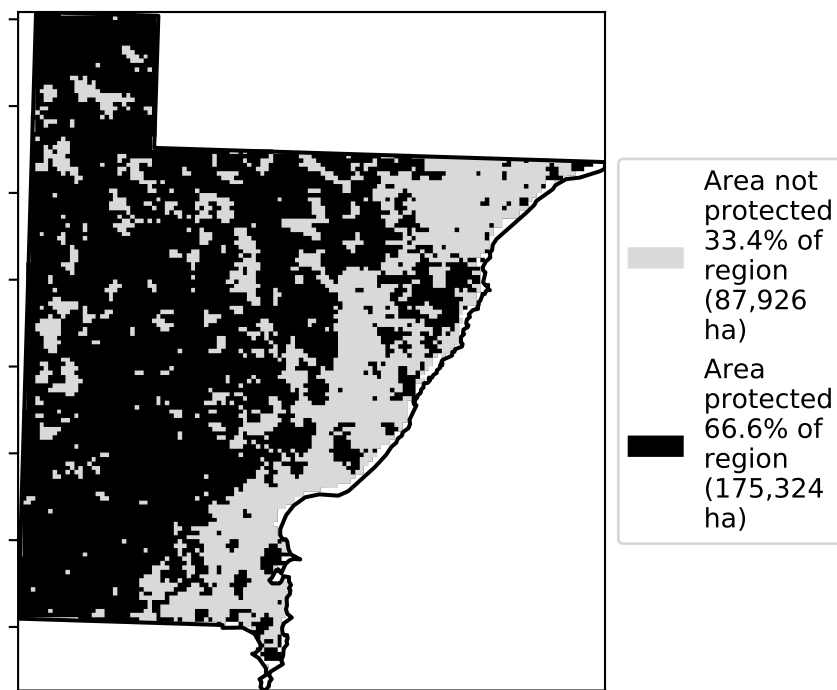 Area not
protected
33.4% of
region
(87,926
ha)
Area
protected
66.6% of
region
(175,324
ha)